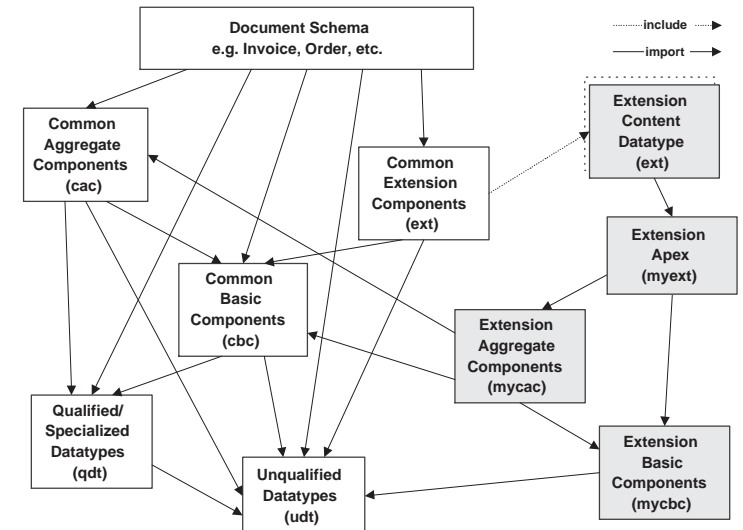 Document Schema
e.g. Invoice, Order, etc.
include
import
Common
Aggregate
Components
(cac)
Common
Extension
Components
(ext)
Extension
Content
Datatype
(ext)
Extension
Apex
(myext)
Common
Basic
Components
(cbc)
Extension
Aggregate
Components
(mycac)
Qualified/
Specialized
Datatypes
(qdt)
Unqualified
Datatypes
(udt)
Extension
Basic
Components
(mycbc)